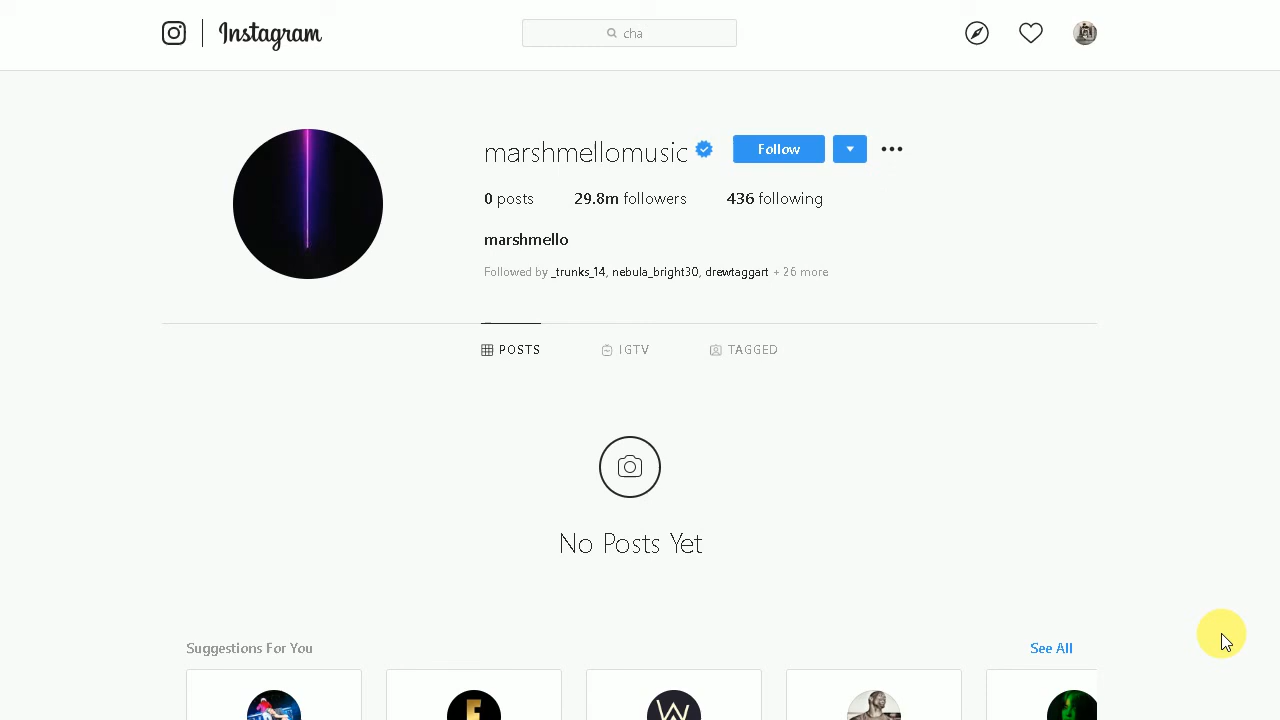 Instagram
cha
marshmellomusic
Follow
0 posts 29.8m followers 436 following
marshmello
Followed by _trunks_14, nebula_bright30, drewtaggart + 26 more
POSTS IGTV TAGGED
No Posts Yet
Suggestions For You See All